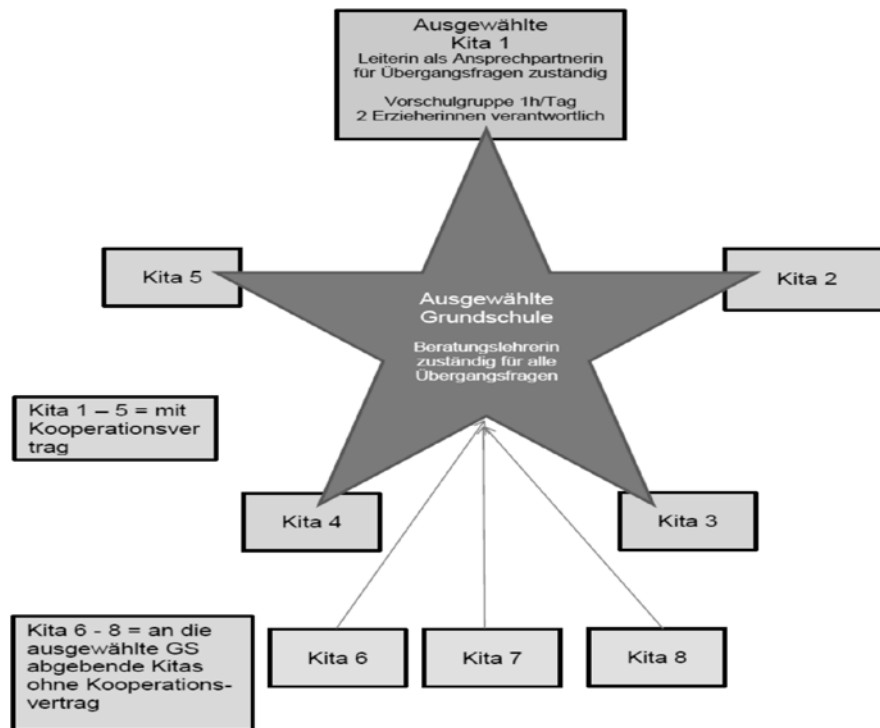 Ausgewählte
Kita 1
Leiterin als Ansprechpartnerin
für Übergangsfragen zuständig
Vorschulgruppe 1h/Tag
2 Erzieherinnen verantwortlich
Kita 5
Kita 2
Ausgewählte
Grundschule
Beratungslehrerin
zuständig für alle
Übergangsfragen
Kita 1 – 5 = mit
Kooperationsver
trag
Kita 4
Kita 3
Kita 6 - 8 = an die
ausgewählte GS
abgebende Kitas
ohne Kooperations-
vertrag
Kita 6
Kita 7
Kita 8